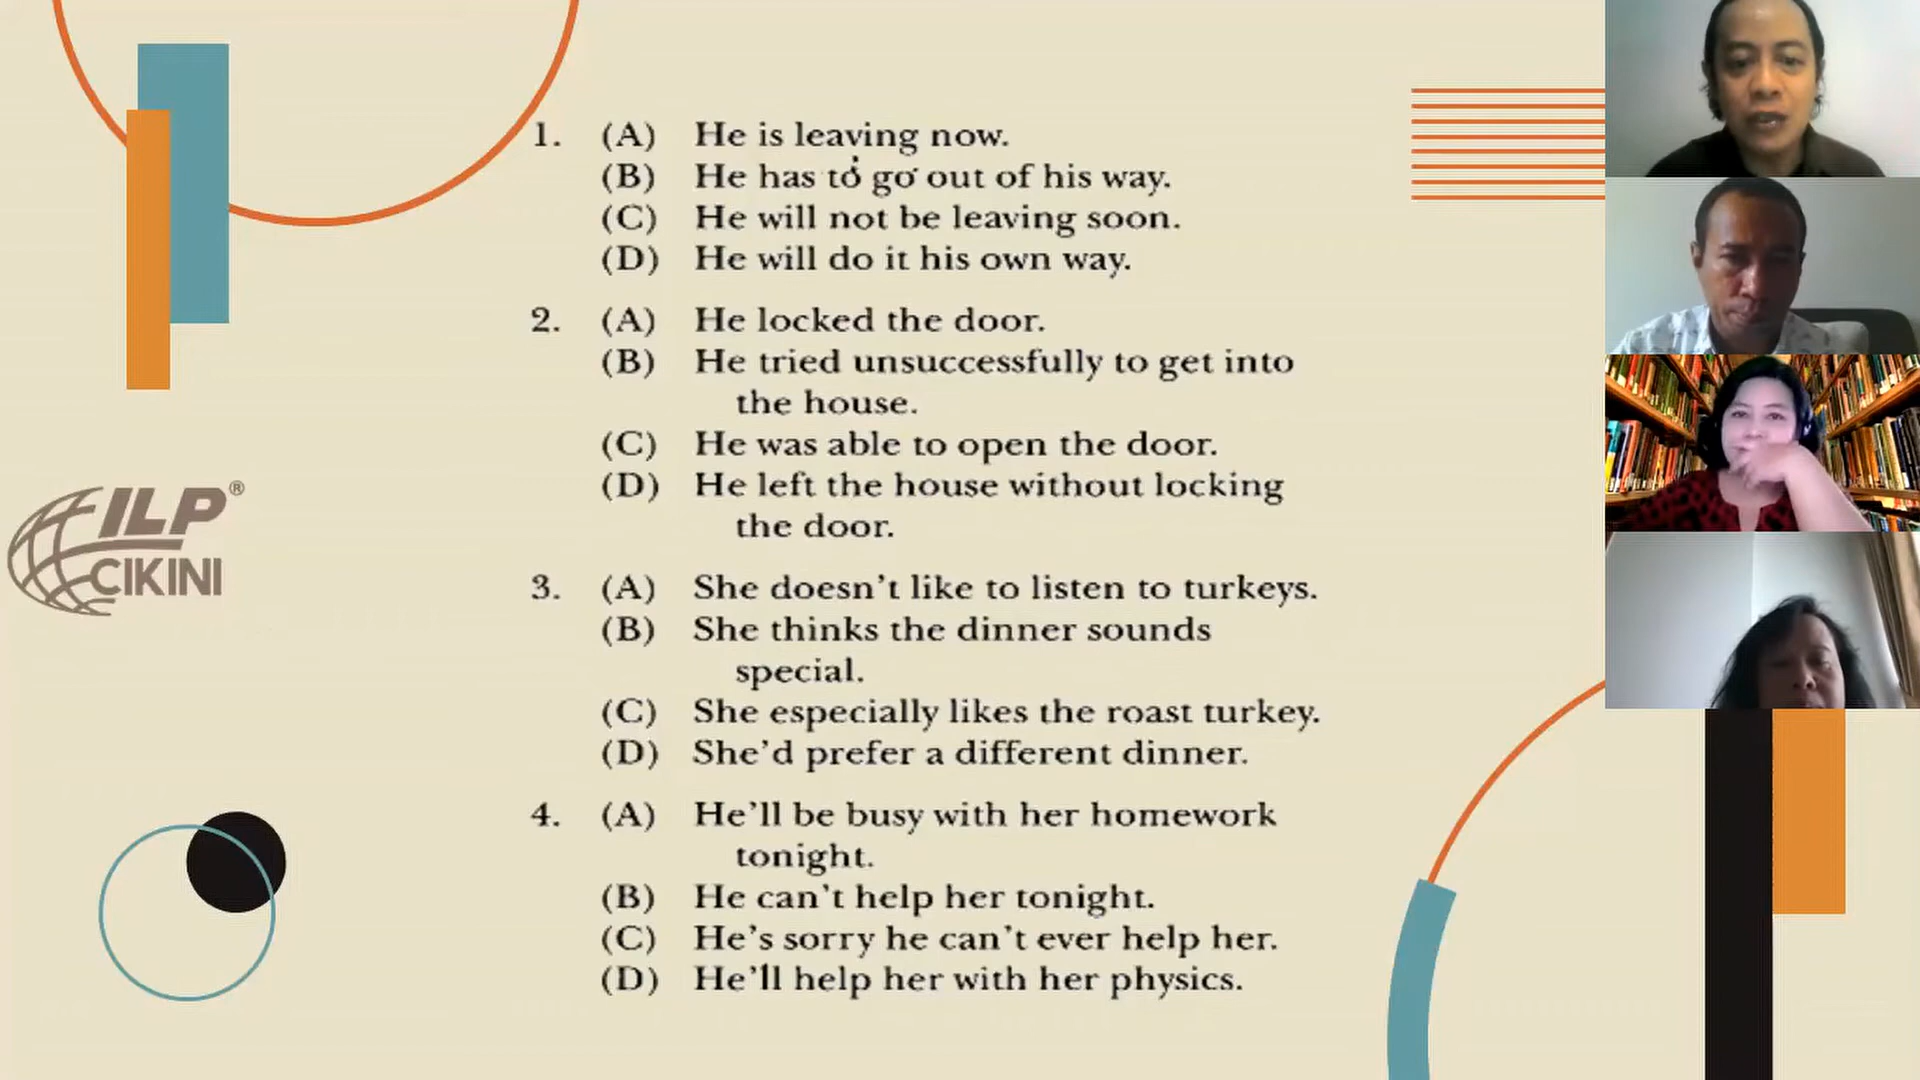 1. (A) He is leaving now.
(B) He has to go out of his way.
(C) He will not be leaving soon.
(D) He will do it his own way.
2. (A) He locked the door.
(B) He tried unsuccessfully to get into
the house.
(C) He was able to open the door.
(D) He left the house without locking
the door.
3. (A) She doesn't like to listen to turkeys.
(B) She thinks the dinner sounds
special.
(C) She especially likes the roast turkey.
(D) She'd prefer a different dinner.
4. (A) He'll be busy with her homework
tonight.
(B) He can't help her tonight.
(C) He's sorry he can't ever help her.
(D) He'll help her with her physics.
ILP®
CIKINI